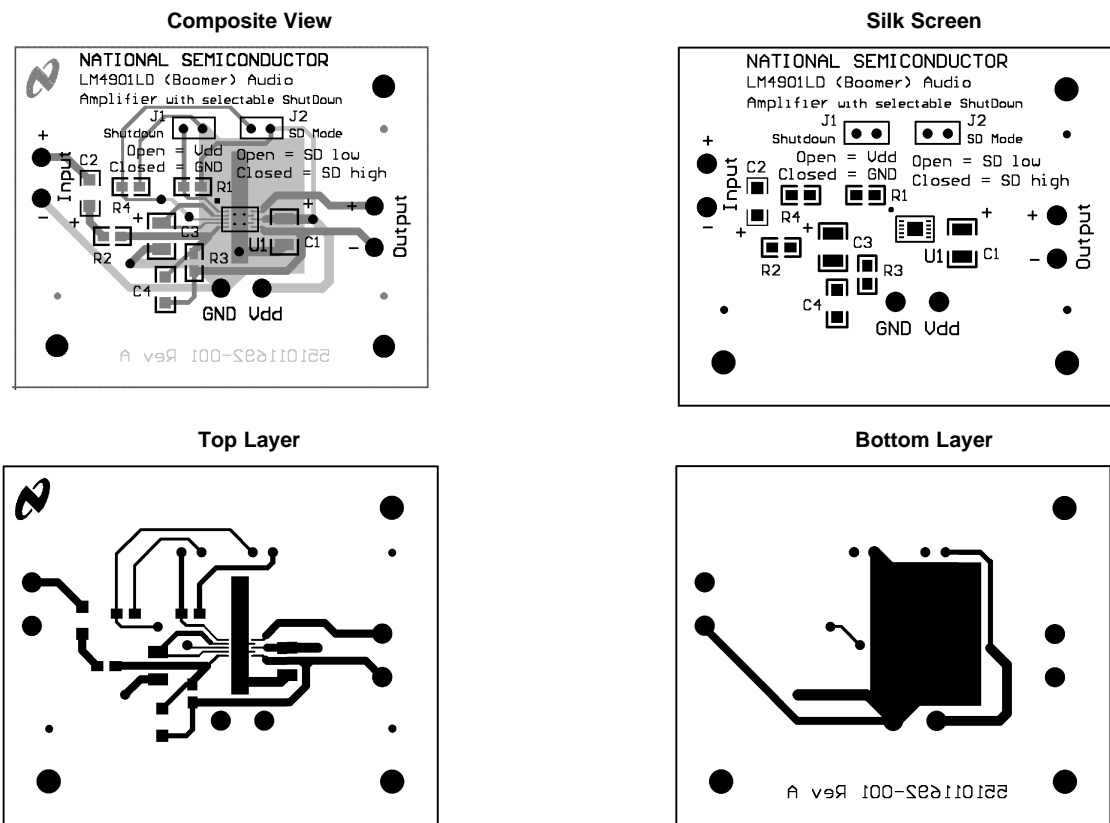 Composite View
NATIONAL SEMICONDUCTOR
LM4901LD (Boomer) Audio
Amplifier with selectable ShutDown
J1
J2
Shutdown
SD Mode
Open = Vdd
Closed = GND
Open = SD low
Closed = SD high
+
C2
Input
-
R4
R1
+
+
+
+
C3
R2
R3
U1
C1
-
Output
C4
GND Vdd
551011692-001 Rev A
Silk Screen
NATIONAL SEMICONDUCTOR
LM4901LD (Boomer) Audio
Amplifier with selectable ShutDown
J1
J2
Shutdown
SD Mode
Open = Vdd
Closed = GND
Open = SD low
Closed = SD high
+
C2
Input
-
R4
R1
+
+
+
+
C3
R2
R3
U1
C1
-
Output
C4
GND Vdd
Top Layer
Bottom Layer
551011692-001 Rev A